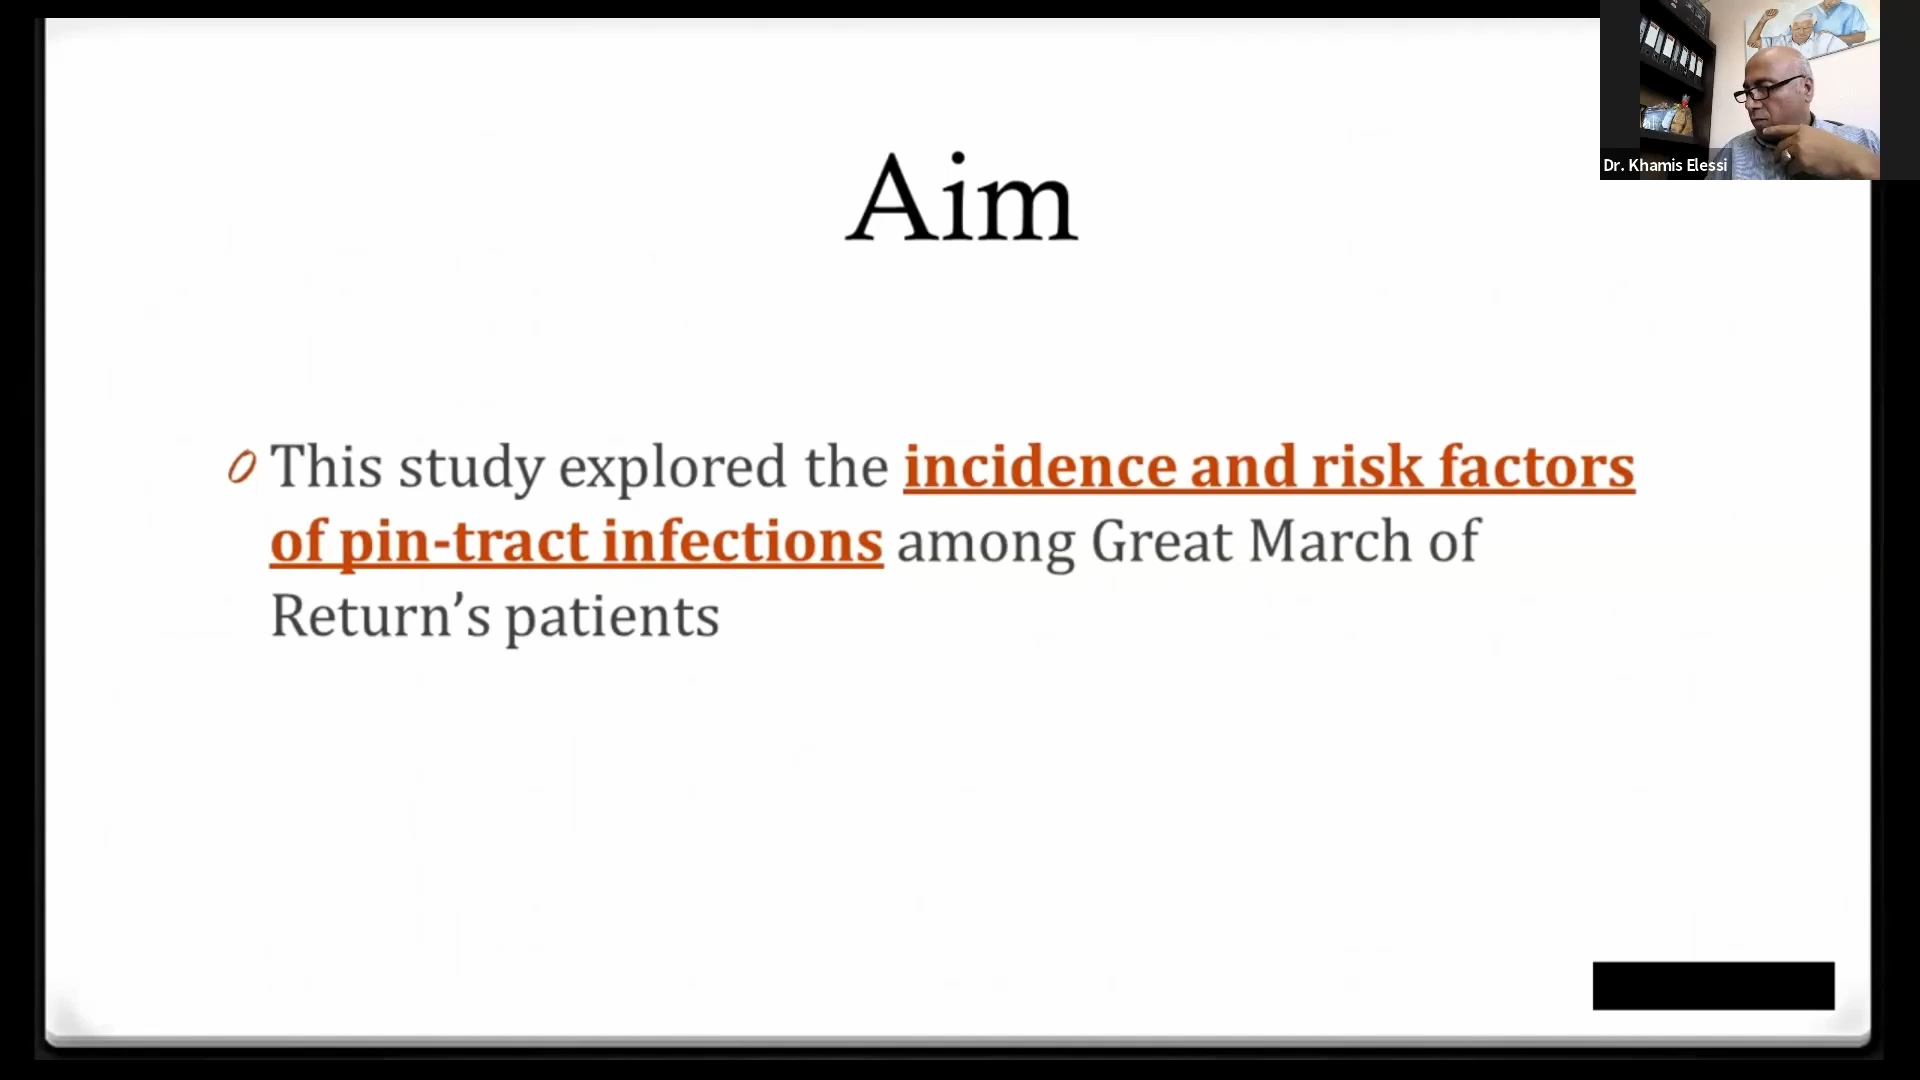 Aim
This study explored the incidence and risk factors
of pin-tract infections among Great March of
Return’s patients
Dr. Khamis Elessi